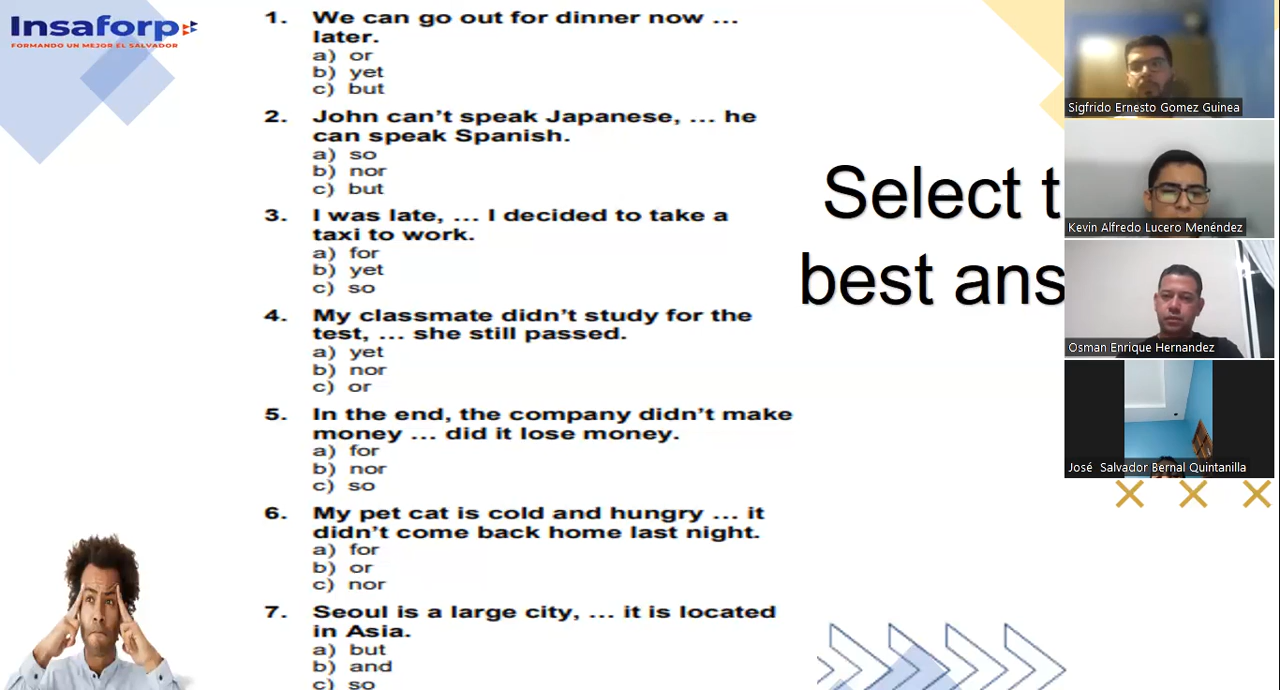 Insaforp
FORMANDO UN MEJOR EL SALVADOR
1. We can go out for dinner now ...
later.
a) or
b) yet
c) but
2. John can't speak Japanese, ... he
can speak Spanish.
a) so
b) nor
c) but
3. I was late, ... I decided to take a
taxi to work.
a) for
b) yet
c) so
4. My classmate didn't study for the
test, ... she still passed.
a) yet
b) nor
c) or
5. In the end, the company didn't make
money ... did it lose money.
a) for
b) nor
c) so
6. My pet cat is cold and hungry ... it
didn't come back home last night.
a) for
b) or
c) nor
7. Seoul is a large city, ... it is located
in Asia.
a) but
b) and
c) so
Select t
best ans
Sigfrido Ernesto Gomez Guinea
Kevin Alfredo Lucero Menéndez
Osman Enrique Hernandez
José Salvador Bernal Quintanilla